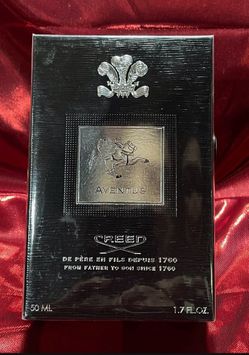 AVENTUS
CREED
DE PÈRE EN FILS DEPUIS 1760
FROM FATHER TO SON SINCE 1760
50 ML 1.7 FL.OZ.